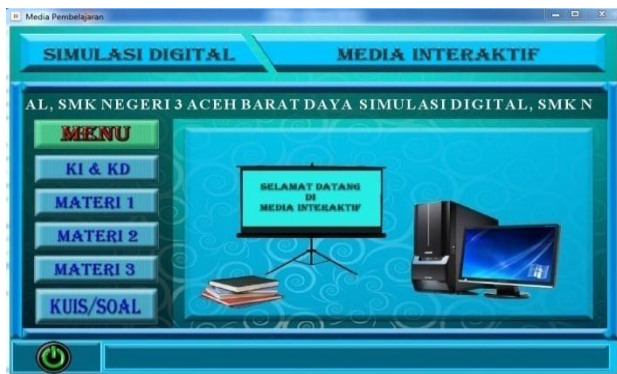 Media Pembelajaran
SIMULASI DIGITAL
MEDIA INTERAKTIF
AL, SMK NEGERI 3 ACEH BARAT DAYA SIMULASI DIGITAL, SMK N
MENU
KI & KD
MATERI 1
MATERI 2
MATERI 3
KUIS/SOAL
SELAMAT DATANG
DI
MEDIA INTERAKTIF